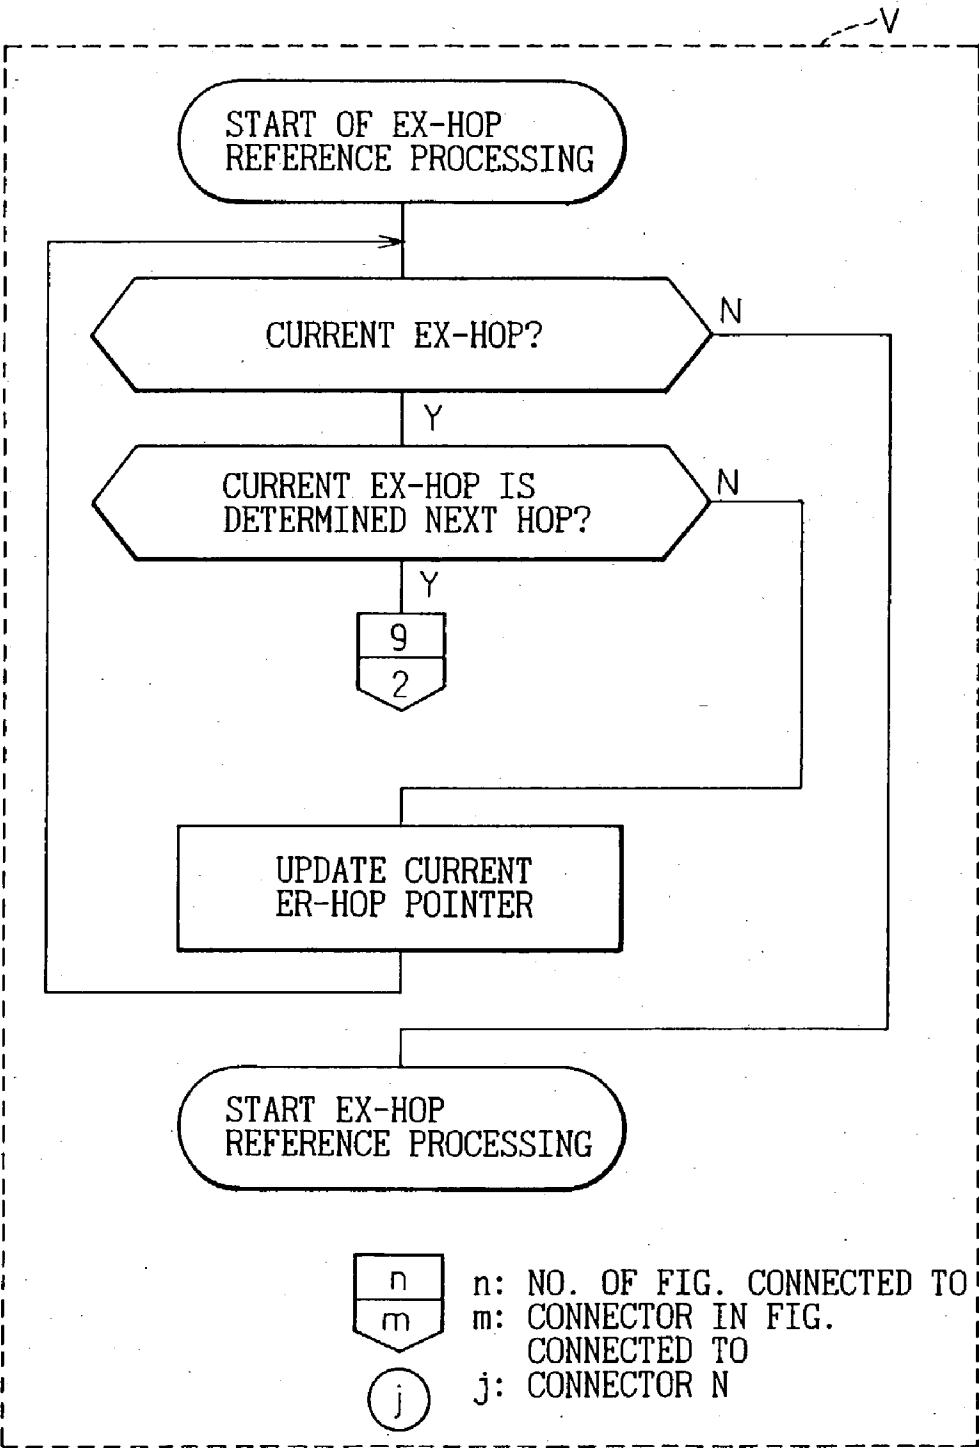 V
START OF EX-HOP
REFERENCE PROCESSING
CURRENT EX-HOP?
N
Y
CURRENT EX-HOP IS
DETERMINED NEXT HOP?
N
Y
9
2
UPDATE CURRENT
ER-HOP POINTER
START EX-HOP
REFERENCE PROCESSING
n
m
n: NO. OF FIG. CONNECTED TO
m: CONNECTOR IN FIG.
CONNECTED TO
j
j: CONNECTOR N